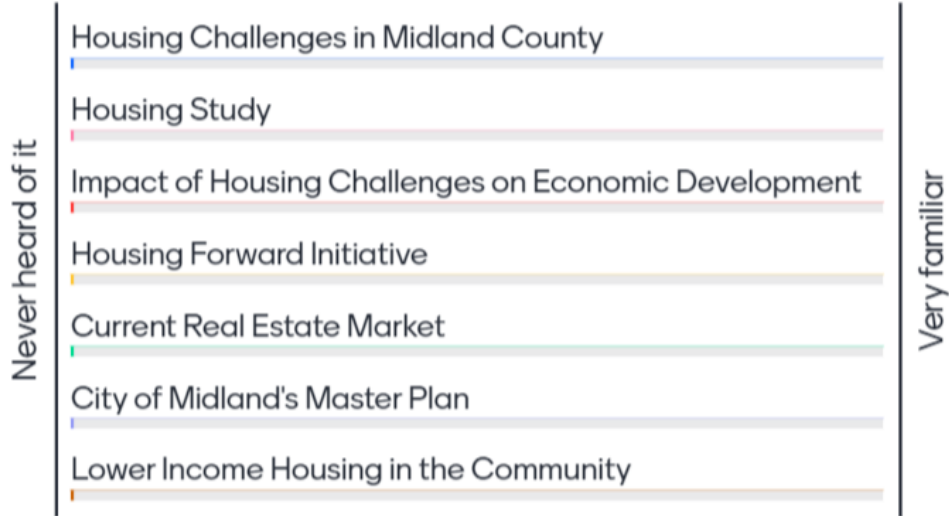 Never heard of it
Housing Challenges in Midland County
Housing Study
Impact of Housing Challenges on Economic Development
Housing Forward Initiative
Current Real Estate Market
City of Midland's Master Plan
Lower Income Housing in the Community
Very familiar